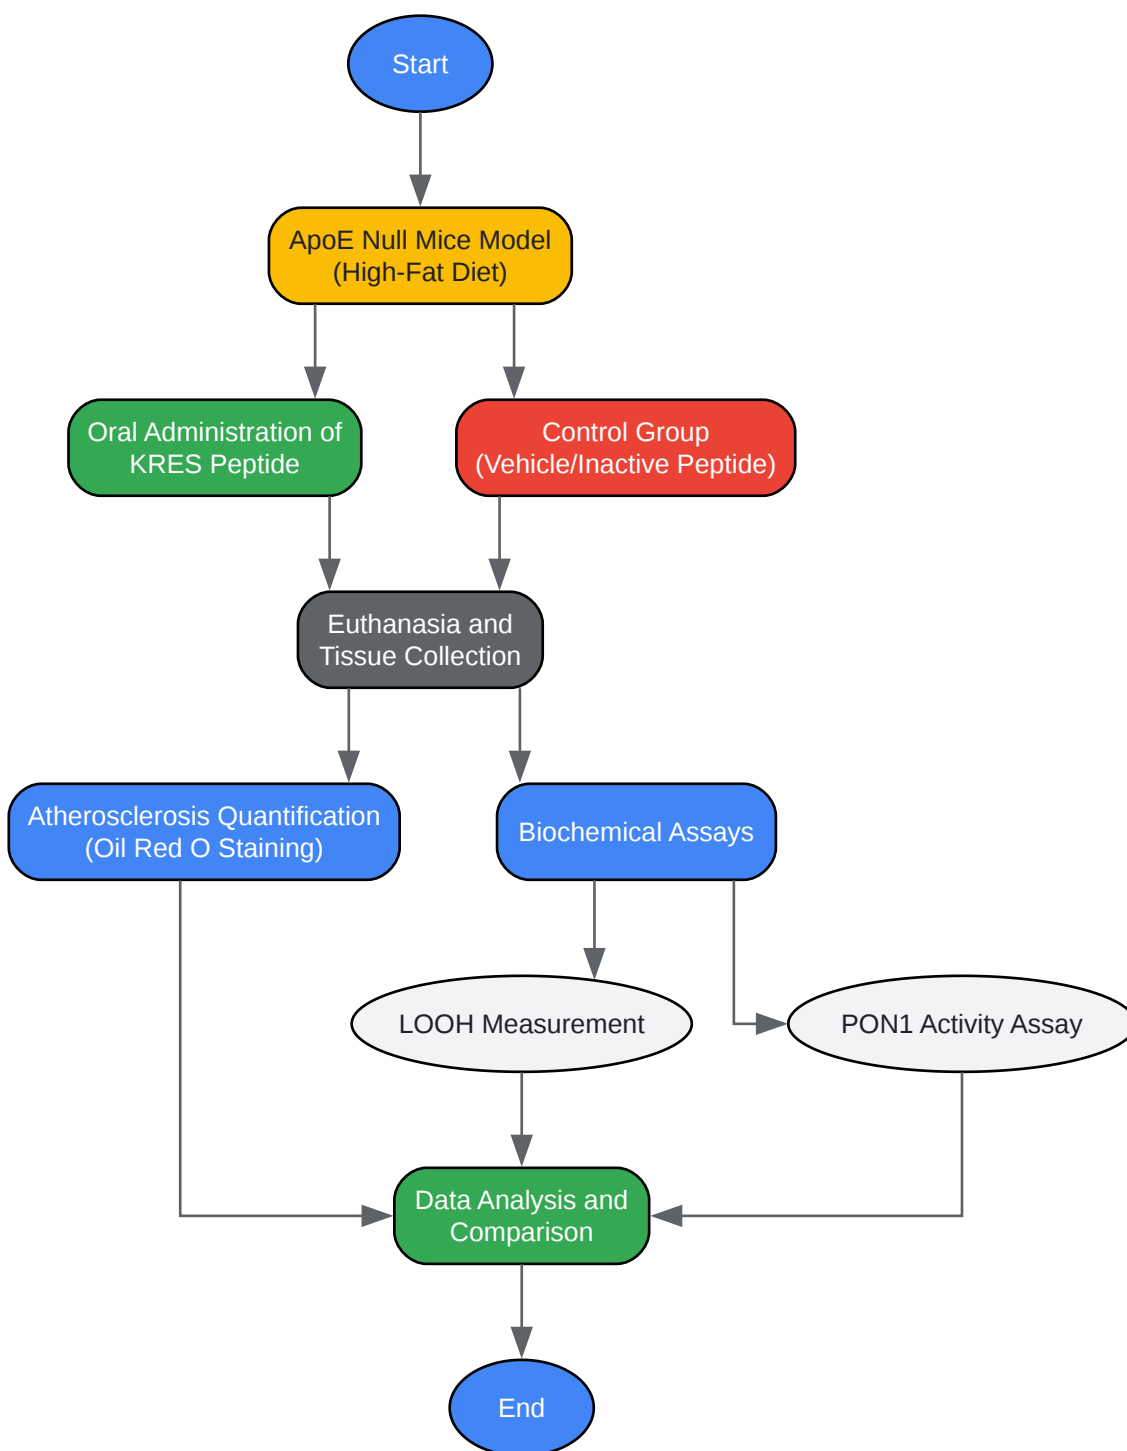 Start
ApoE Null Mice Model
(High-Fat Diet)
Oral Administration of
KRES Peptide
Control Group
(Vehicle/Inactive Peptide)
Euthanasia and
Tissue Collection
Atherosclerosis Quantification
(Oil Red O Staining)
Biochemical Assays
LOOH Measurement
PON1 Activity Assay
Data Analysis and
Comparison
End